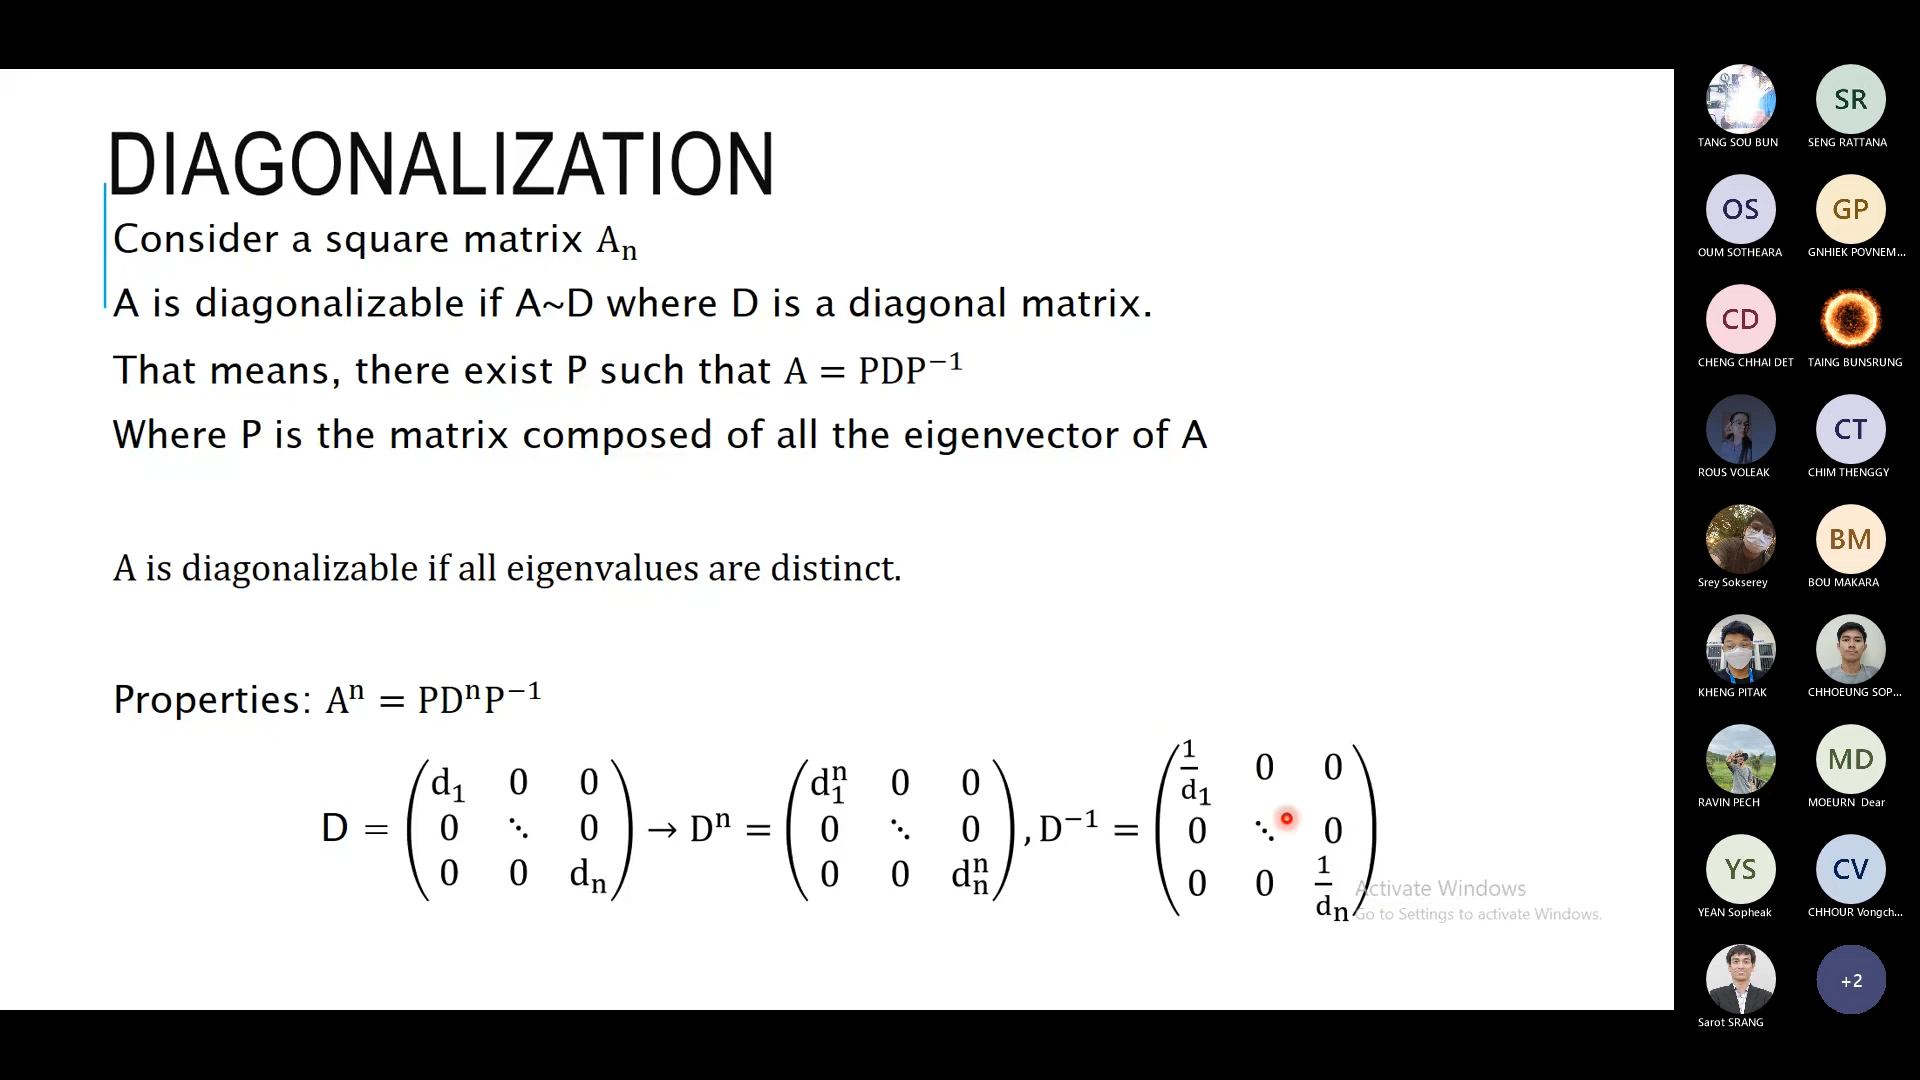 DIAGONALIZATION
Consider a square matrix Aₙ
A is diagonalizable if A~D where D is a diagonal matrix.
That means, there exist P such that A = PDP⁻¹
Where P is the matrix composed of all the eigenvector of A
A is diagonalizable if all eigenvalues are distinct.
Properties: Aⁿ = PDⁿP⁻¹
D = (d₁ 0 0; 0 ⋱ 0; 0 0 dₙ) → Dⁿ = (d₁ⁿ 0 0; 0 ⋱ 0; 0 0 dₙⁿ) , D⁻¹ = (1/d₁ 0 0; 0 ⋱ 0; 0 0 1/dₙ)
Activate Windows
Go to Settings to activate Windows.
SR
TANG SOU BUN
SENG RATTANA
OS
GP
OUM SOTHEARA
GNHIEK POVNEM...
CD
CHENG CHHAI DET
TAING BUNSRUNG
CT
ROUS VOLEAK
CHIM THENGGY
BM
Srey Sokserey
BOU MAKARA
KHENG PITAK
CHHOEUNG SOP...
MD
RAVIN PECH
MOEURN Dear
YS
CV
YEAN Sopheak
CHHOUR Vongch...
+2
Sarot SRANG